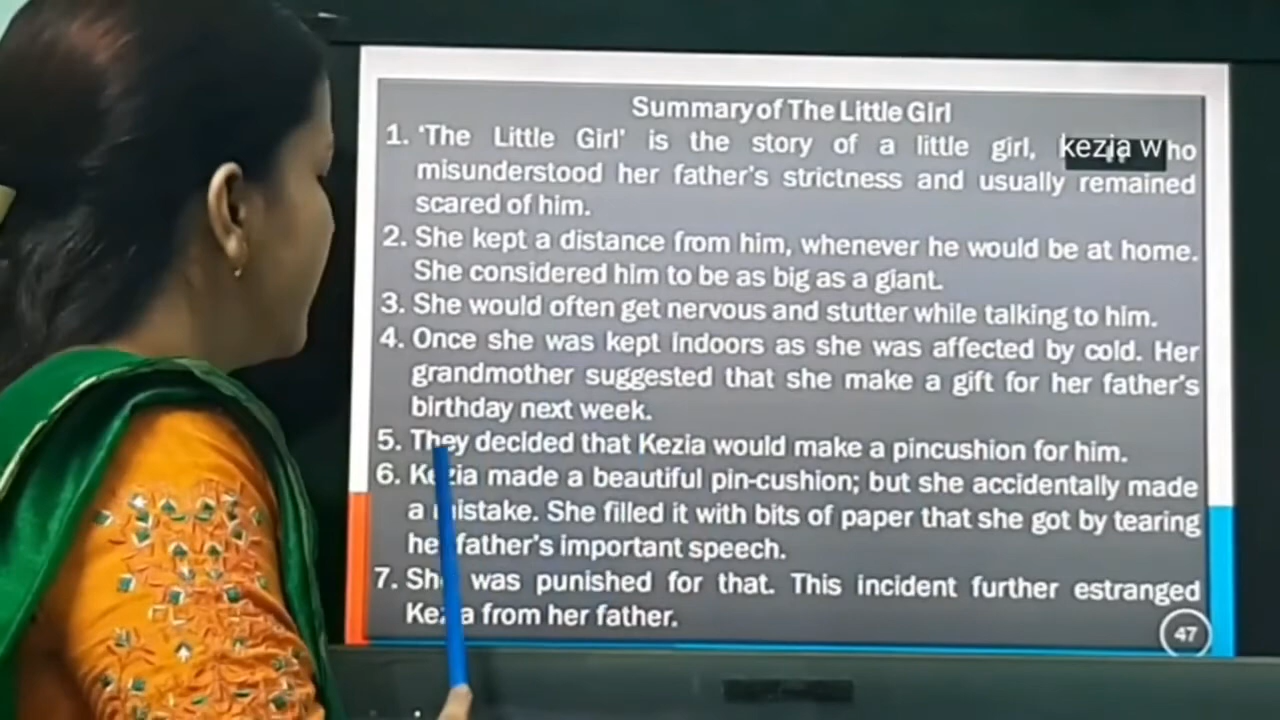 Summary of The Little Girl
1. 'The Little Girl' is the story of a little girl, kezia who
misunderstood her father's strictness and usually remained
scared of him.
2. She kept a distance from him, whenever he would be at home.
She considered him to be as big as a giant.
3. She would often get nervous and stutter while talking to him.
4. Once she was kept indoors as she was affected by cold. Her
grandmother suggested that she make a gift for her father's
birthday next week.
5. They decided that Kezia would make a pincushion for him.
6. Kezia made a beautiful pin-cushion; but she accidentally made
a mistake. She filled it with bits of paper that she got by tearing
her father's important speech.
7. She was punished for that. This incident further estranged
Kezia from her father.
47